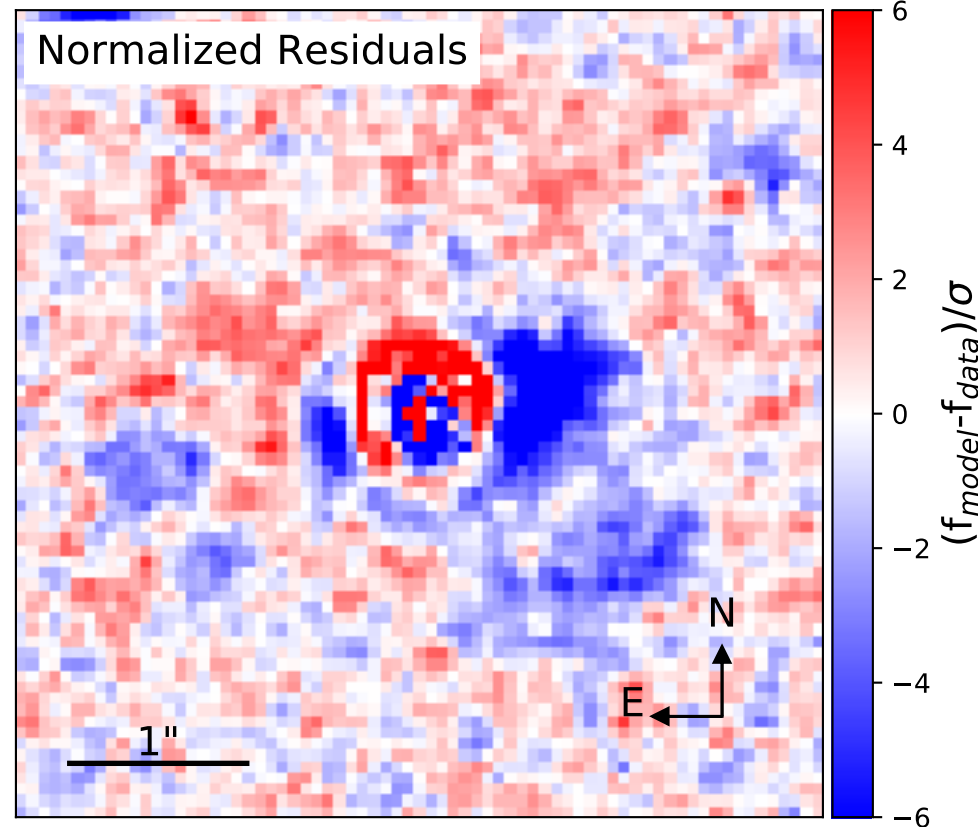 Normalized Residuals
6
4
2
0
−2
−4
−6
(f_model-f_data)/σ
N
E
1"